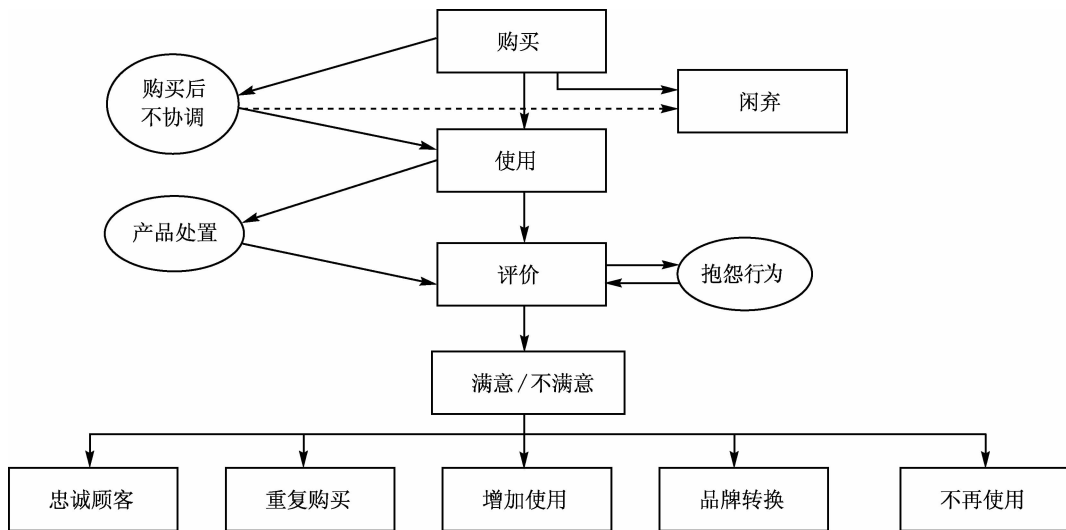 购买
购买后
不协调
闲弃
使用
产品处置
评价
抱怨行为
满意/不满意
忠诚顾客
重复购买
增加使用
品牌转换
不再使用